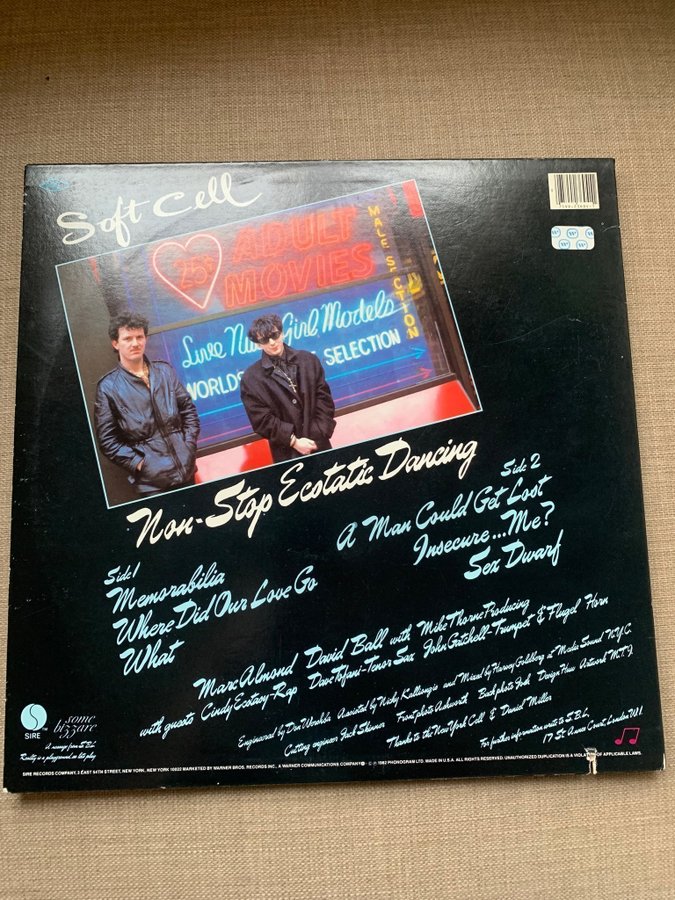 Soft Cell
25¢ ADULT
MOVIES
MALE SECTION
Live Girl Models
SELECTION
Non-Stop Ecstatic Dancing
Side 1
Memorabilia
Where Did Our Love Go
What
Side 2
A Man Could Get Lost
Insecure...Me?
Sex Dwarf
Marc Almond David Ball with Mike Thorne Producing
with guests Cindy Ecstasy-Rap Dave Tofani-Tenor Sax John Gatchell-Trumpet & Flugel Horn
Engineered by Don Wershba Assisted by Nicky Kalliongis and Mixed by Harvey Goldberg at Media Sound N.Y.C.
Cutting engineer Jack Skinner Front photo Ashworth Back photo Design Huw Artwork M.T.I.
Thanks to the New York Cell & Daniel Miller
For further information write to S.B.L.
17 St. Annes Court, London W1.
SIRE
some
bizzare
A message from S.B.L.
Reality is a playground
SIRE RECORDS COMPANY, 3 EAST 54TH STREET, NEW YORK, NEW YORK 10022 MARKETED BY WARNER BROS. RECORDS INC., A WARNER COMMUNICATIONS COMPANY 1982 PHONOGRAM LTD. MADE IN U.S.A. ALL RIGHTS RESERVED. UNAUTHORIZED DUPLICATION IS A VIOLATION OF APPLICABLE LAWS.